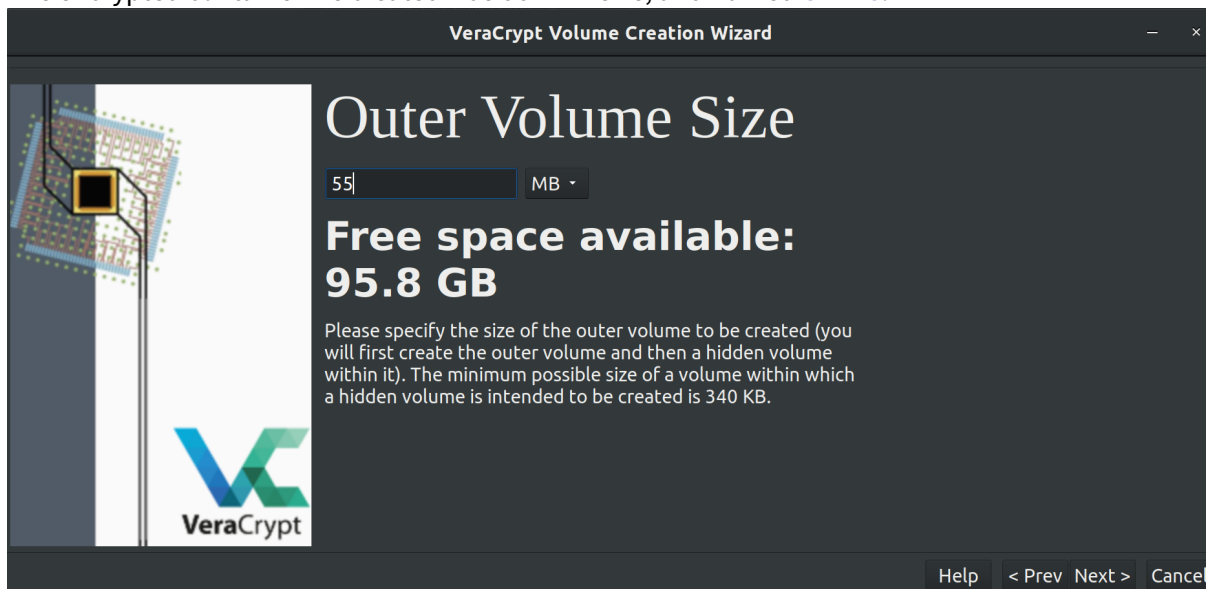 VeraCrypt Volume Creation Wizard
Outer Volume Size
55 MB
Free space available:
95.8 GB
Please specify the size of the outer volume to be created (you
will first create the outer volume and then a hidden volume
within it). The minimum possible size of a volume within which
a hidden volume is intended to be created is 340 KB.
VeraCrypt
Help < Prev Next > Cancel